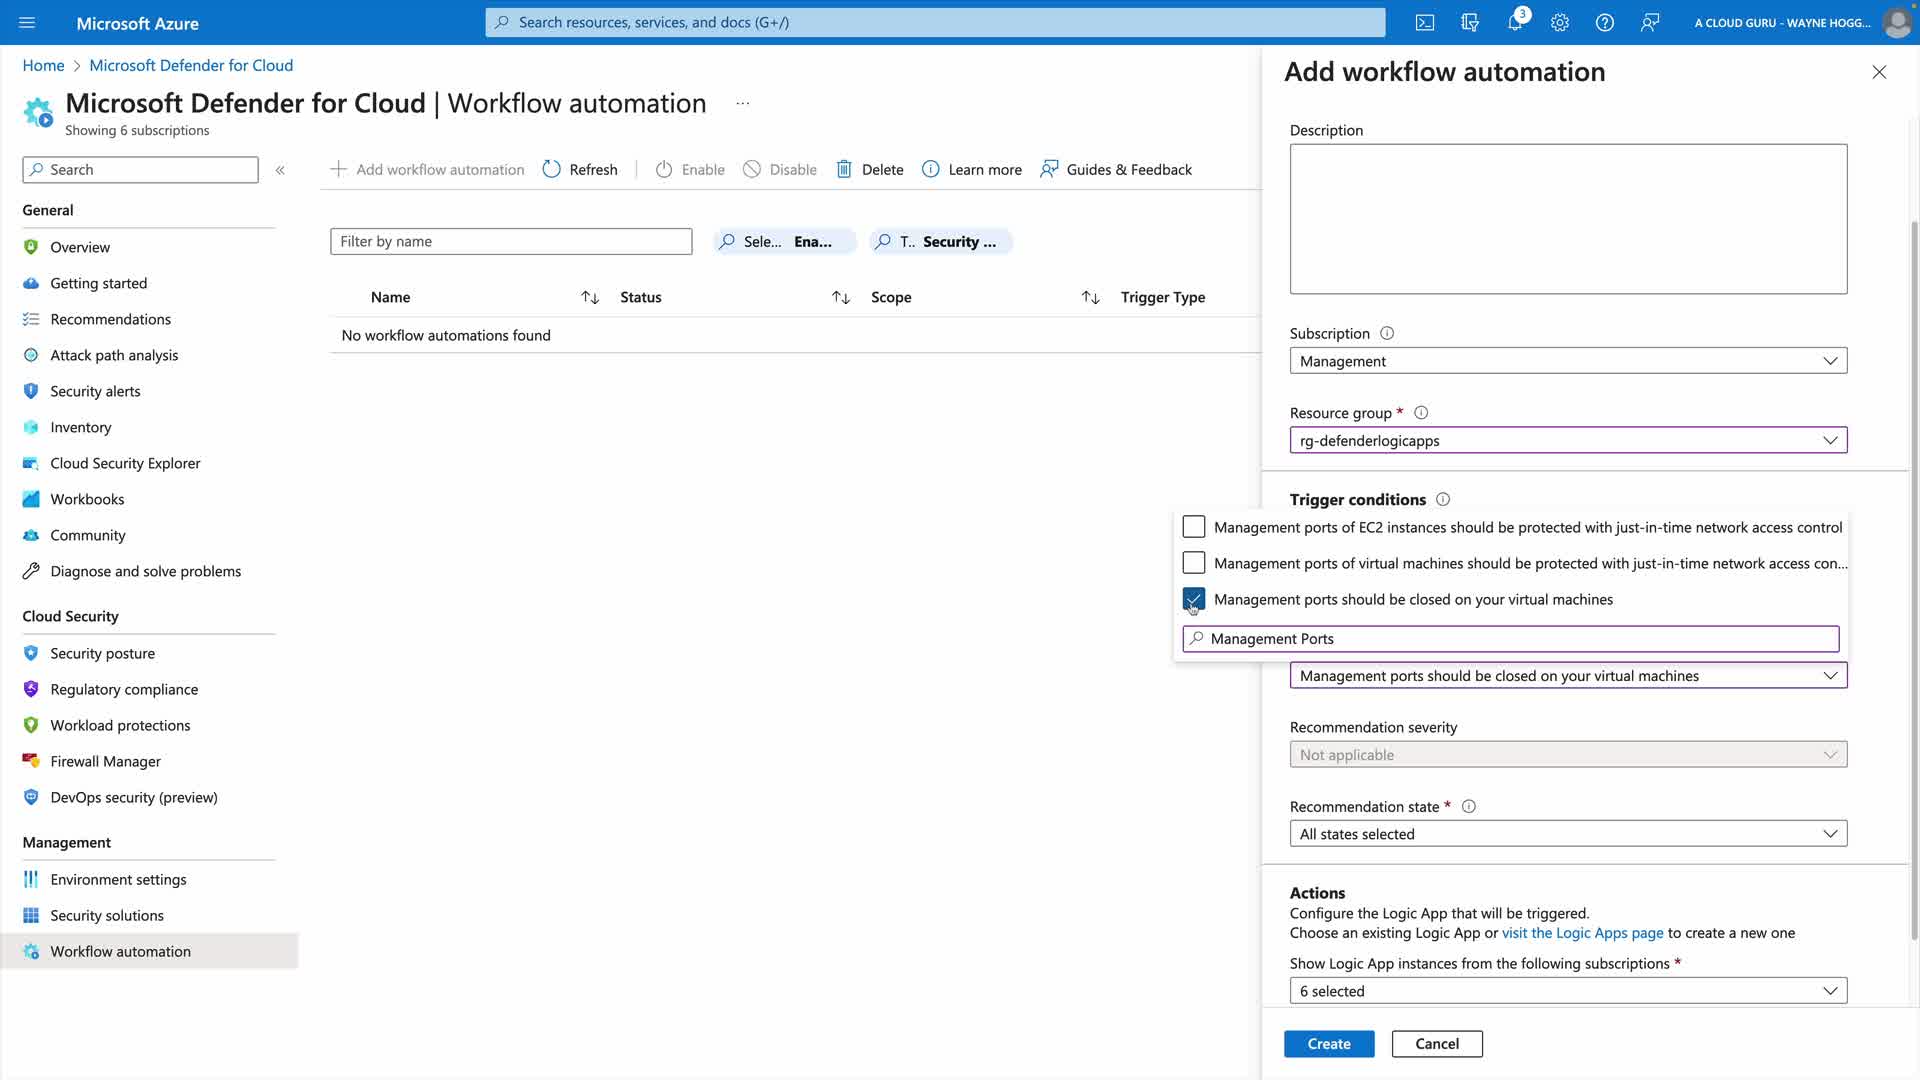 Microsoft Azure
Search resources, services, and docs (G+/)
3
A CLOUD GURU - WAYNE HOGG...
Home > Microsoft Defender for Cloud
Microsoft Defender for Cloud | Workflow automation ...
Showing 6 subscriptions
Search
«
General
Overview
Getting started
Recommendations
Attack path analysis
Security alerts
Inventory
Cloud Security Explorer
Workbooks
Community
Diagnose and solve problems
Cloud Security
Security posture
Regulatory compliance
Workload protections
Firewall Manager
DevOps security (preview)
Management
Environment settings
Security solutions
Workflow automation
Add workflow automation Refresh Enable Disable Delete Learn more Guides & Feedback
Filter by name
Sele... Ena...
T.. Security ...
Name Status Scope Trigger Type
No workflow automations found
Add workflow automation
Description
Subscription
Management
Resource group *
rg-defenderlogicapps
Trigger conditions
Management ports of EC2 instances should be protected with just-in-time network access control
Management ports of virtual machines should be protected with just-in-time network access con...
Management ports should be closed on your virtual machines
Management Ports
Management ports should be closed on your virtual machines
Recommendation severity
Not applicable
Recommendation state *
All states selected
Actions
Configure the Logic App that will be triggered.
Choose an existing Logic App or visit the Logic Apps page to create a new one
Show Logic App instances from the following subscriptions *
6 selected
Create Cancel